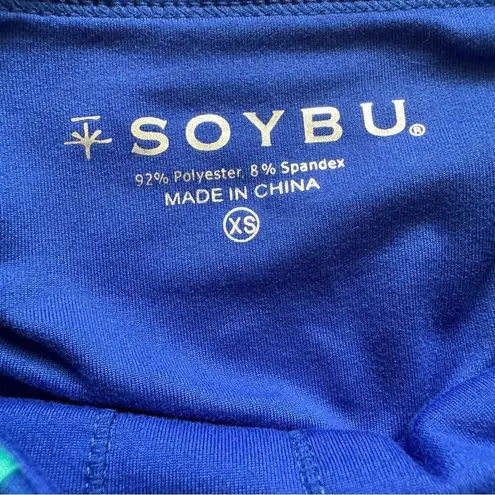 SOYBU®
92% Polyester, 8% Spandex
MADE IN CHINA
XS